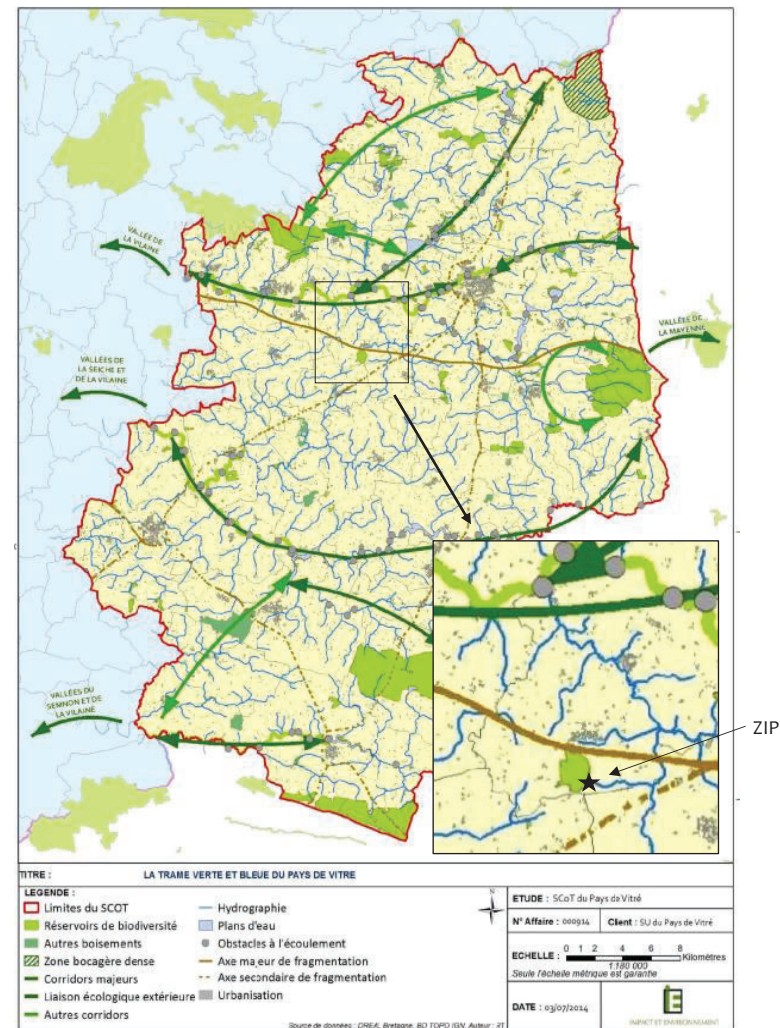 VALLÉE DE
LA VILAINE
VALLÉES DE
LA MAYENNE
VALLÉES DE
LA SEICHE ET
DE LA VILAINE
VALLÉES DU
SEMNON ET DE
LA VILAINE
ZIP
TITRE :
LA TRAME VERTE ET BLEUE DU PAYS DE VITRE
LEGENDE :
Limites du SCOT
Réservoirs de biodiversité
Autres boisements
Zone bocagère dense
Corridors majeurs
Liaison écologique extérieure
Autres corridors
Hydrographie
Plans d'eau
Obstacles à l'écoulement
Axe majeur de fragmentation
Axe secondaire de fragmentation
Urbanisation
N
ETUDE : SCoT du Pays de Vitré
N° Affaire : 000914
Client : SU du Pays de Vitré
ECHELLE :
0 1 2 4 6 8
Kilomètres
1:180 000
Seule l'échelle métrique est garantie
DATE : 03/07/2014
IMPACT ET ENVIRONNEMENT
Source de données : DREAL Bretagne, BD TOPO IGN, Auteur : RT